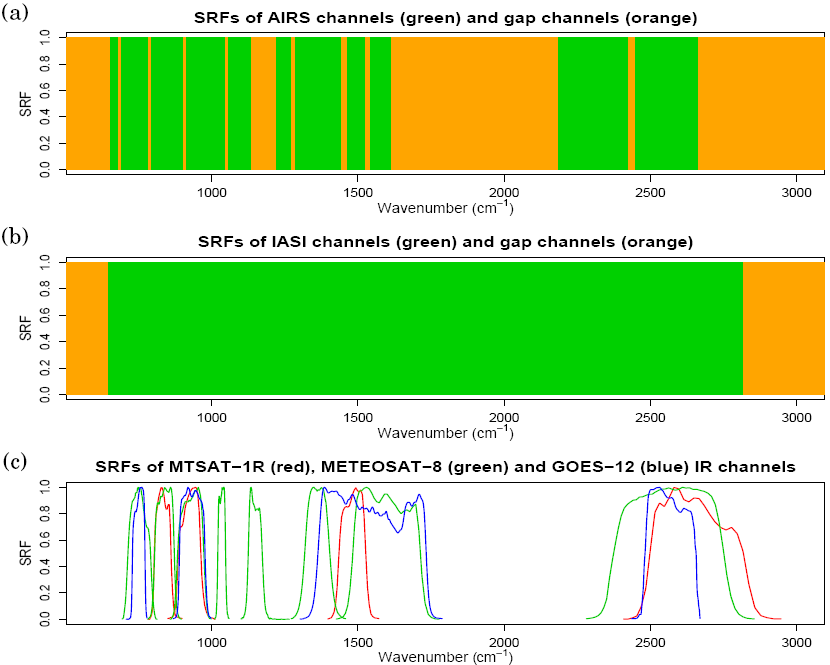 (a)
SRFs of AIRS channels (green) and gap channels (orange)
SRF
0.0 0.2 0.4 0.6 0.8 1.0
1000 1500 2000 2500 3000
Wavenumber (cm⁻¹)
(b)
SRFs of IASI channels (green) and gap channels (orange)
SRF
0.0 0.2 0.4 0.6 0.8 1.0
1000 1500 2000 2500 3000
Wavenumber (cm⁻¹)
(c)
SRFs of MTSAT−1R (red), METEOSAT−8 (green) and GOES−12 (blue) IR channels
SRF
0.0 0.2 0.4 0.6 0.8 1.0
1000 1500 2000 2500 3000
Wavenumber (cm⁻¹)